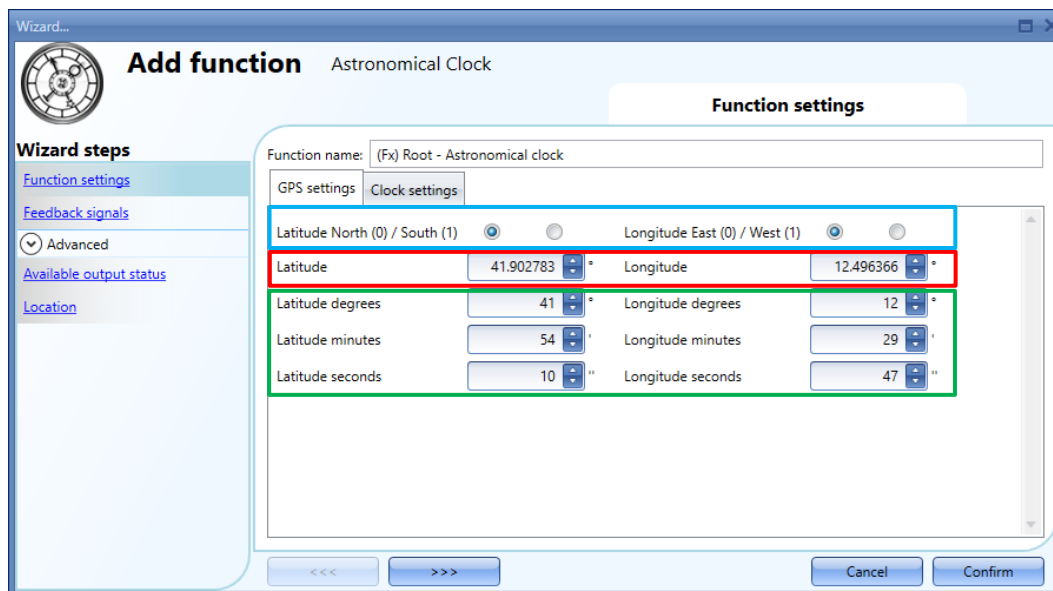 Wizard...
Add function Astronomical Clock
Function settings
Wizard steps
Function settings
Feedback signals
Advanced
Available output status
Location
Function name: (Fx) Root - Astronomical clock
GPS settings Clock settings
Latitude North (0) / South (1) Longitude East (0) / West (1)
Latitude 41.902783 ° Longitude 12.496366 °
Latitude degrees 41 ° Longitude degrees 12 °
Latitude minutes 54 ' Longitude minutes 29 '
Latitude seconds 10 " Longitude seconds 47 "
<<< >>> Cancel Confirm